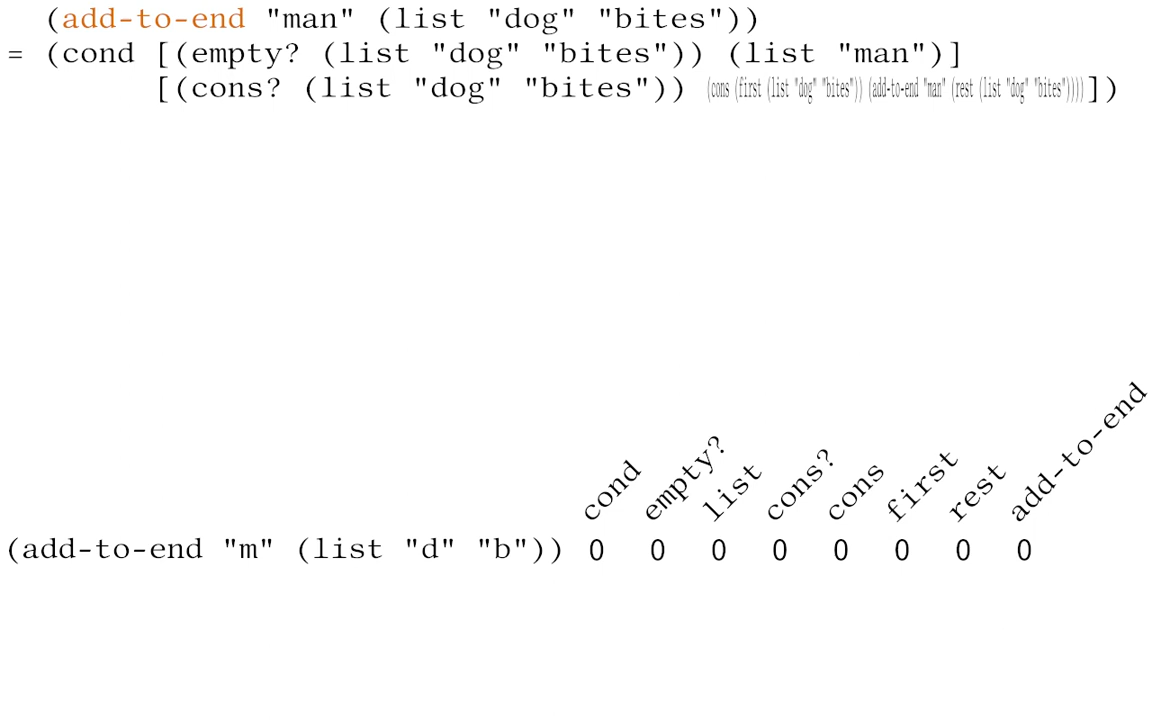 (add-to-end "man" (list "dog" "bites"))
= (cond [(empty? (list "dog" "bites")) (list "man")]
[(cons? (list "dog" "bites")) (cons (first (list "dog" "bites")) (add-to-end "man" (rest (list "dog" "bites"))))])
cond empty? list cons? cons first rest add-to-end
(add-to-end "m" (list "d" "b")) 0 0 0 0 0 0 0 0